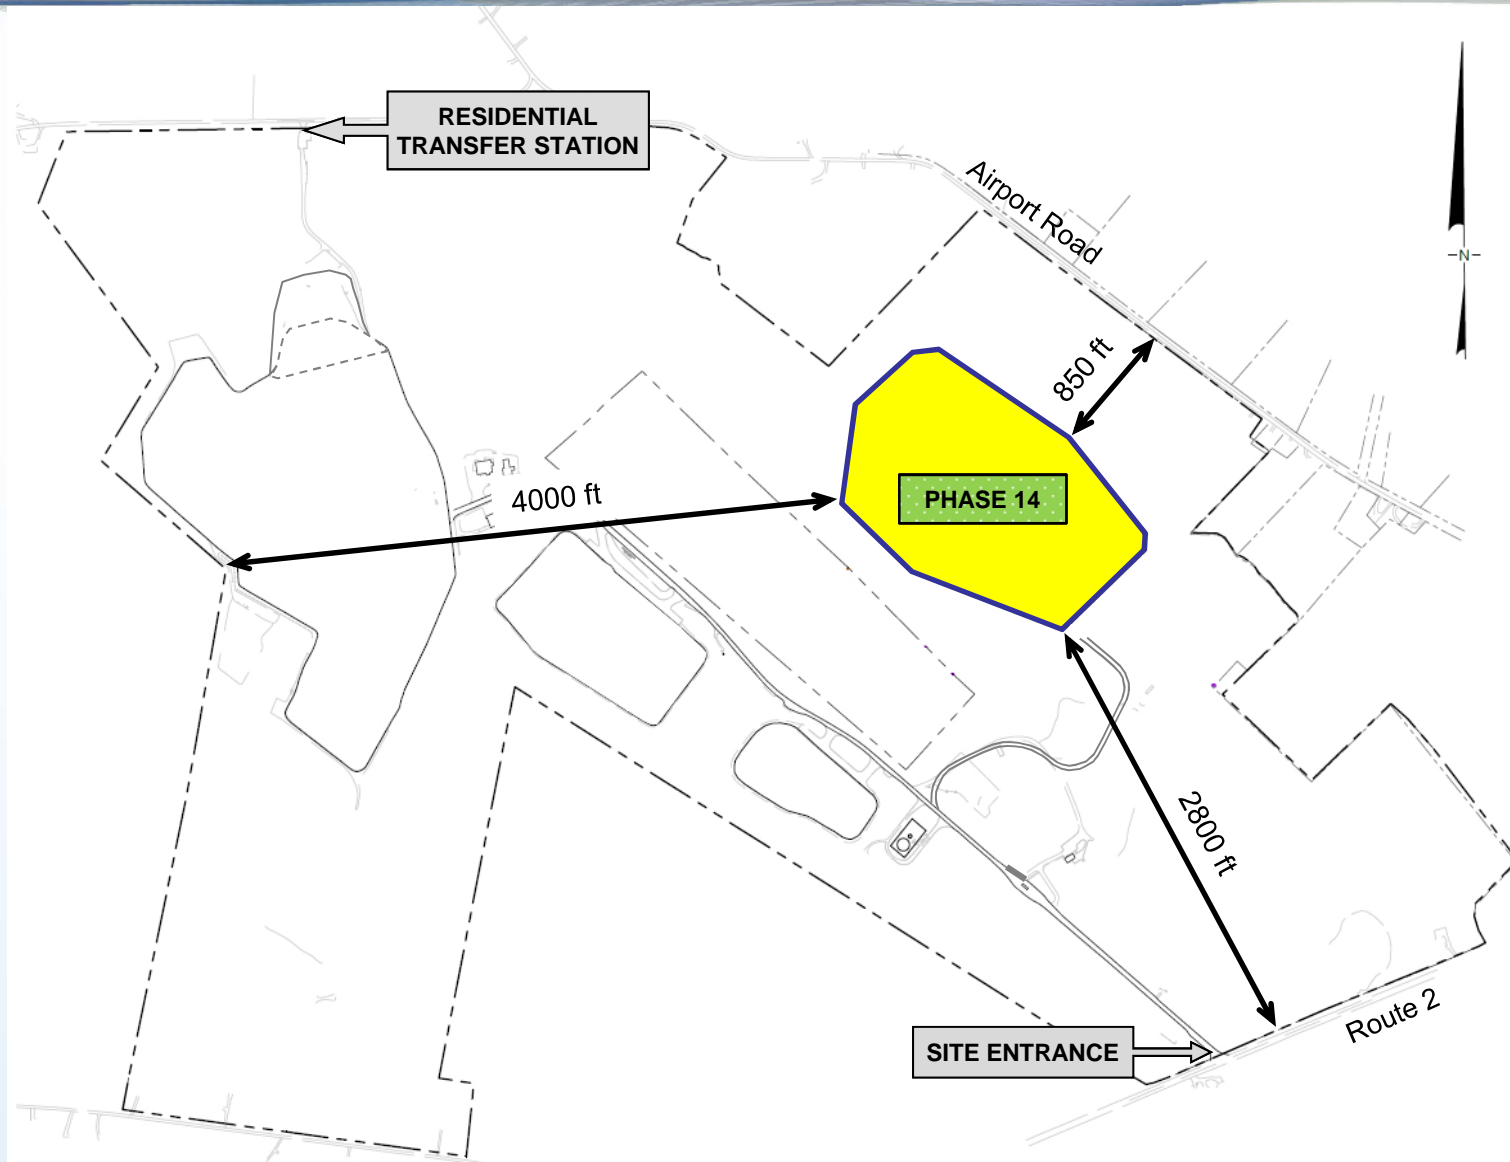 RESIDENTIAL
TRANSFER STATION
Airport Road
N
850 ft
4000 ft
PHASE 14
2800 ft
Route 2
SITE ENTRANCE